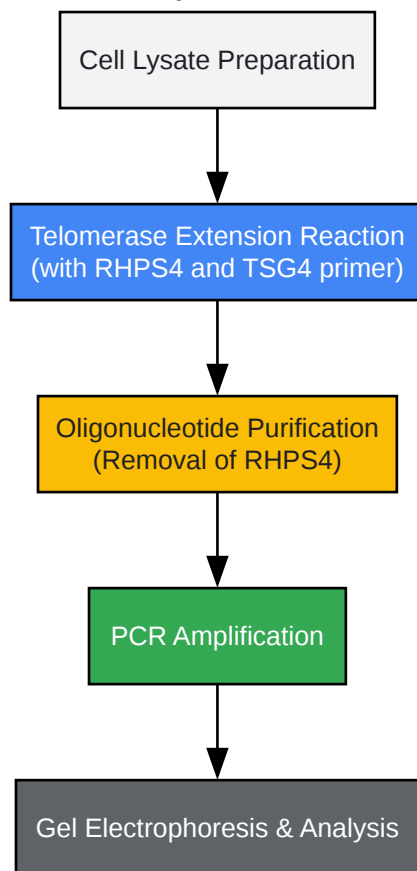 Cell Lysate Preparation
Telomerase Extension Reaction
(with RHPS4 and TSG4 primer)
Oligonucleotide Purification
(Removal of RHPS4)
PCR Amplification
Gel Electrophoresis & Analysis